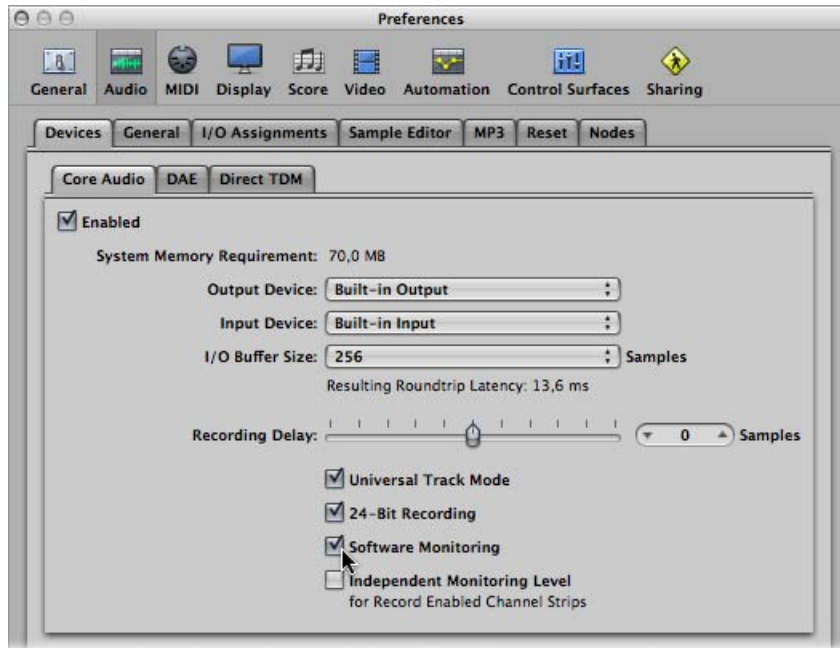 Preferences
General Audio MIDI Display Score Video Automation Control Surfaces Sharing
Devices General I/O Assignments Sample Editor MP3 Reset Nodes
Core Audio DAE Direct TDM
Enabled
System Memory Requirement: 70,0 MB
Output Device: Built-in Output
Input Device: Built-in Input
I/O Buffer Size: 256 Samples
Resulting Roundtrip Latency: 13,6 ms
Recording Delay: 0 Samples
Universal Track Mode
24-Bit Recording
Software Monitoring
Independent Monitoring Level
for Record Enabled Channel Strips